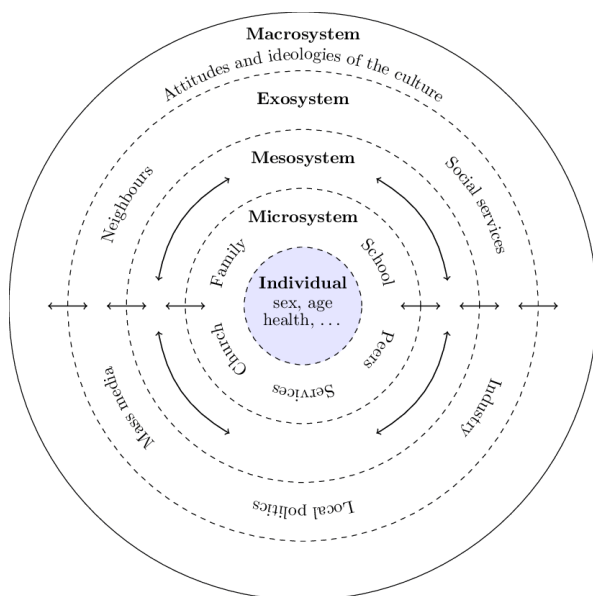 Macrosystem
Attitudes and ideologies of the culture
Exosystem
Mesosystem
Neighbours
Social services
Microsystem
Family
School
Individual
sex, age
health, ...
Church
Peers
Services
Mass media
Industry
Local politics